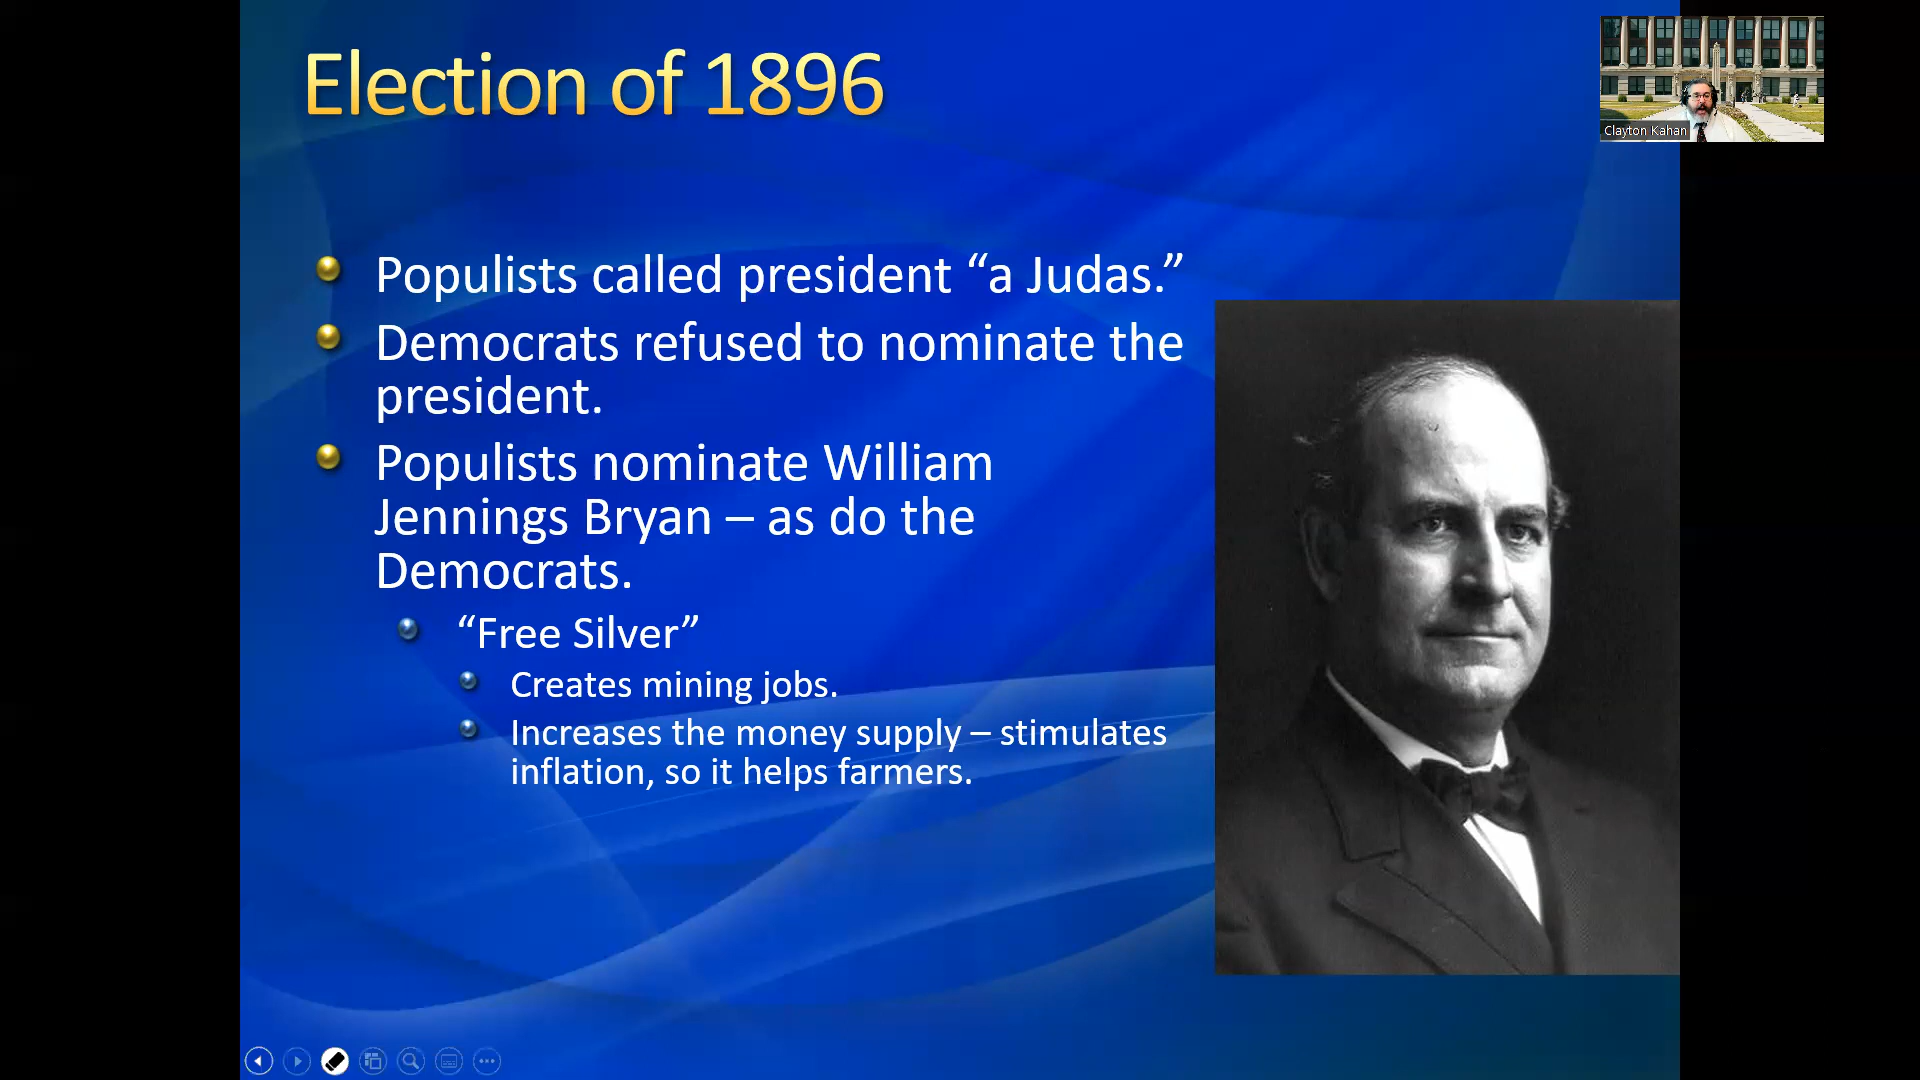 Election of 1896
Clayton Kahan
Populists called president “a Judas.”
Democrats refused to nominate the
president.
Populists nominate William
Jennings Bryan – as do the
Democrats.
“Free Silver”
Creates mining jobs.
Increases the money supply – stimulates
inflation, so it helps farmers.